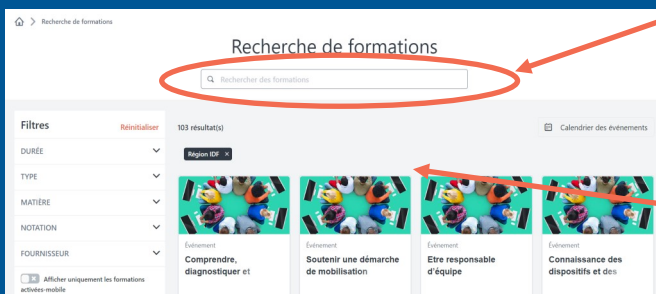 > Recherche de formations
Recherche de formations
Rechercher des formations
Filtres
Réinitialiser
103 résultat(s)
Calendrier des événements
Région IDF ×
DURÉE
TYPE
MATIÈRE
NOTATION
FOURNISSEUR
Afficher uniquement les formations
activées-mobile
Événement
Comprendre,
diagnostiquer et
Événement
Soutenir une démarche
de mobilisation
Événement
Etre responsable
d'équipe
Événement
Connaissance des
dispositifs et des